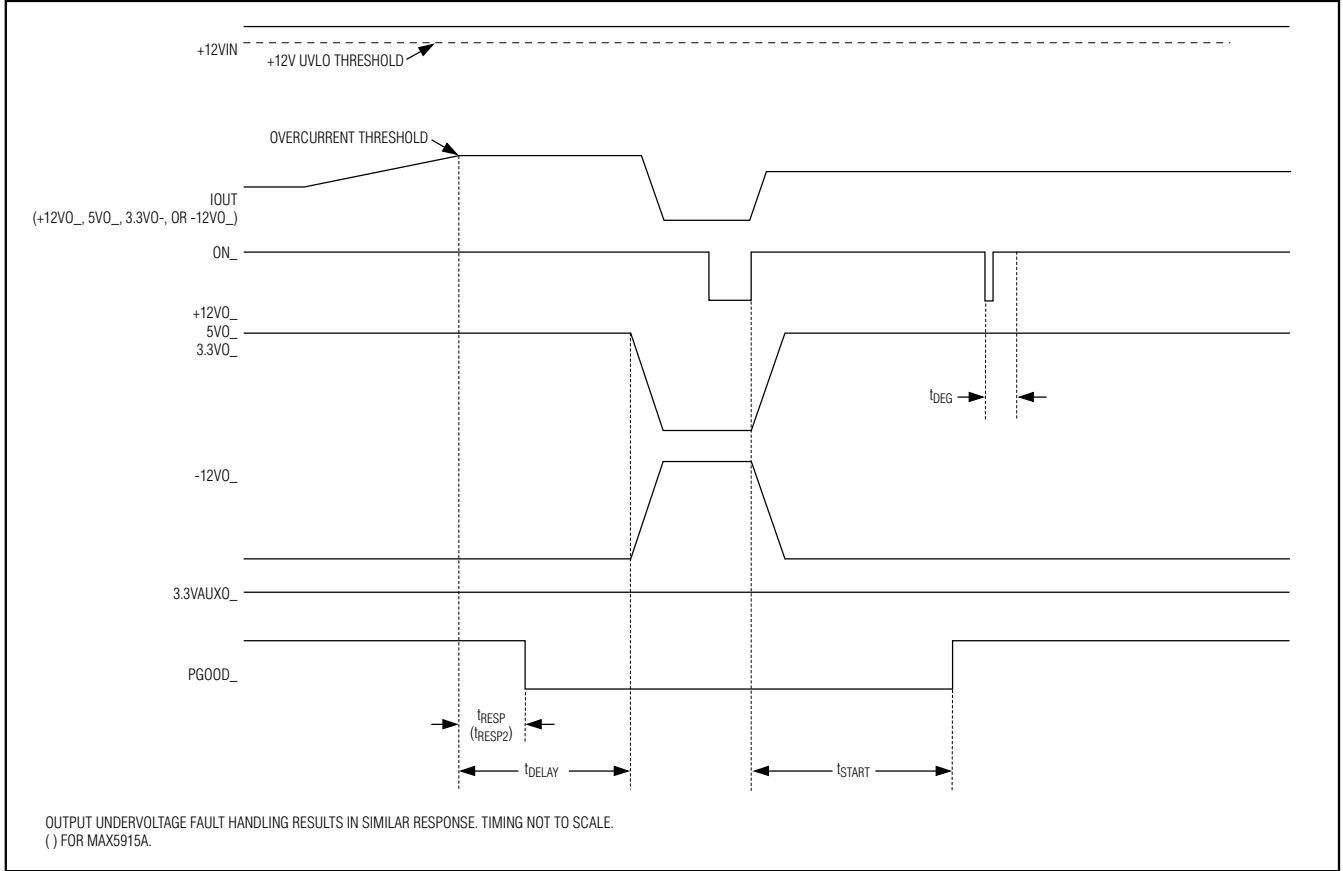 +12VIN
+12V UVLO THRESHOLD
OVERCURRENT THRESHOLD
IOUT
(+12VO_, 5VO_, 3.3VO-, OR -12VO_)
ON_
+12VO_
5VO_
3.3VO_
tDEG
-12VO_
3.3VAUXO_
PGOOD_
tRESP
(tRESP2)
tDELAY
tSTART
OUTPUT UNDERVOLTAGE FAULT HANDLING RESULTS IN SIMILAR RESPONSE. TIMING NOT TO SCALE.
( ) FOR MAX5915A.